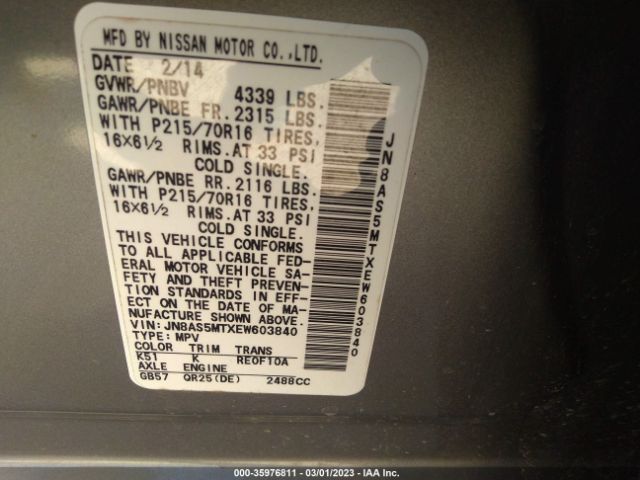 MFD BY NISSAN MOTOR CO.,LTD.
DATE 2/14
GVWR/PNBV 4339 LBS.
GAWR/PNBE FR. 2315 LBS.
WITH P215/70R16 TIRES,
16X6½ RIMS.AT 33 PSI
COLD SINGLE.
GAWR/PNBE RR. 2116 LBS.
WITH P215/70R16 TIRES,
16X6½ RIMS.AT 33 PSI
COLD SINGLE.
THIS VEHICLE CONFORMS
TO ALL APPLICABLE FED-
ERAL MOTOR VEHICLE SA-
FETY AND THEFT PREVEN-
TION STANDARDS IN EFF-
ECT ON THE DATE OF MA-
NUFACTURE SHOWN ABOVE.
VIN: JN8AS5MTXEW603840
TYPE: MPV
COLOR TRIM TRANS
K51 K RE0F10A
AXLE ENGINE
GB57 QR25(DE) 2488CC
JN8AS5MTXEW603840
000-35976811 - 03/01/2023 - IAA Inc.